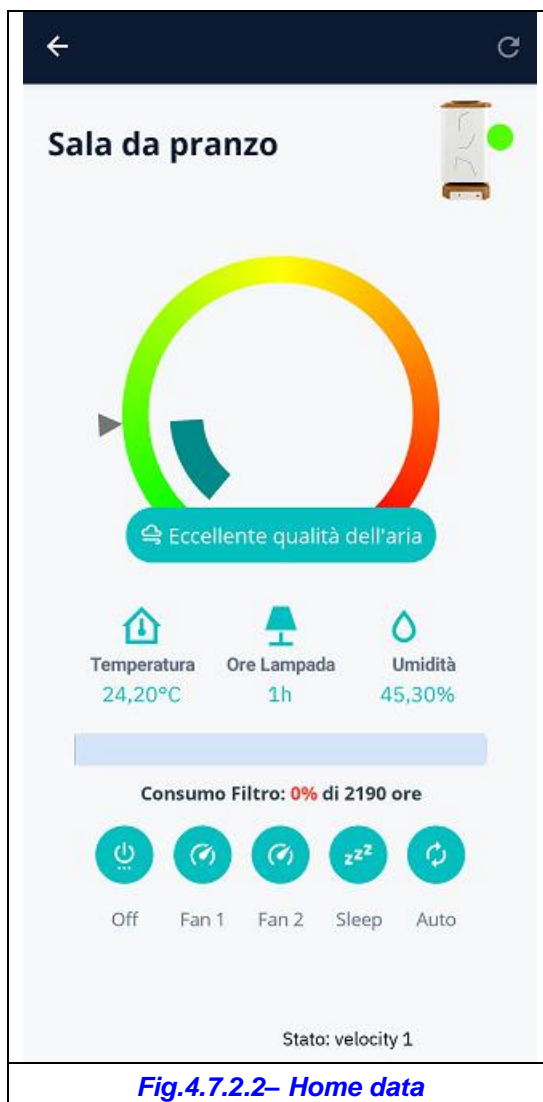 Sala da pranzo
Eccellente qualità dell'aria
Temperatura Ore Lampada Umidità
24,20°C 1h 45,30%
Consumo Filtro: 0% di 2190 ore
zzz
Off Fan 1 Fan 2 Sleep Auto
Stato: velocity 1
Fig.4.7.2.2– Home data